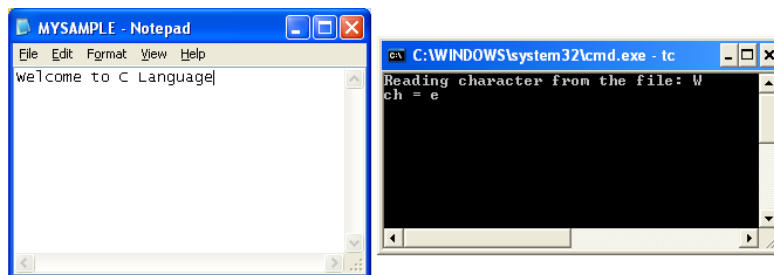 MYSAMPLE - Notepad
File Edit Format View Help
Welcome to C Language
C:\WINDOWS\system32\cmd.exe - tc
Reading character from the file: W
ch = e